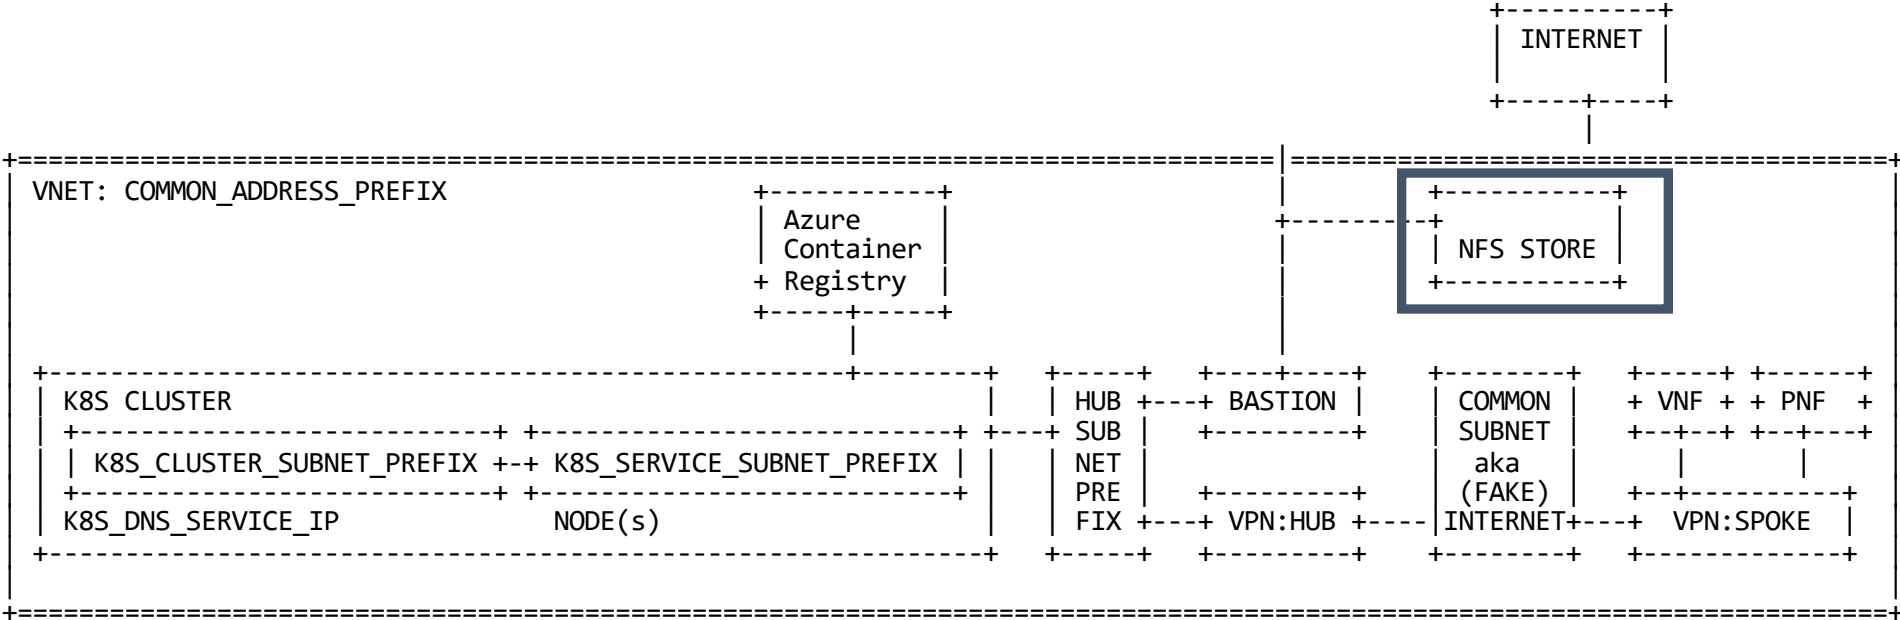 INTERNET
VNET: COMMON_ADDRESS_PREFIX
Azure
Container
Registry
NFS STORE
K8S CLUSTER
K8S_CLUSTER_SUBNET_PREFIX
K8S_SERVICE_SUBNET_PREFIX
K8S_DNS_SERVICE_IP
NODE(s)
HUB
SUB
NET
PRE
FIX
BASTION
VPN:HUB
COMMON
SUBNET
aka
(FAKE)
INTERNET
VNF
PNF
VPN:SPOKE